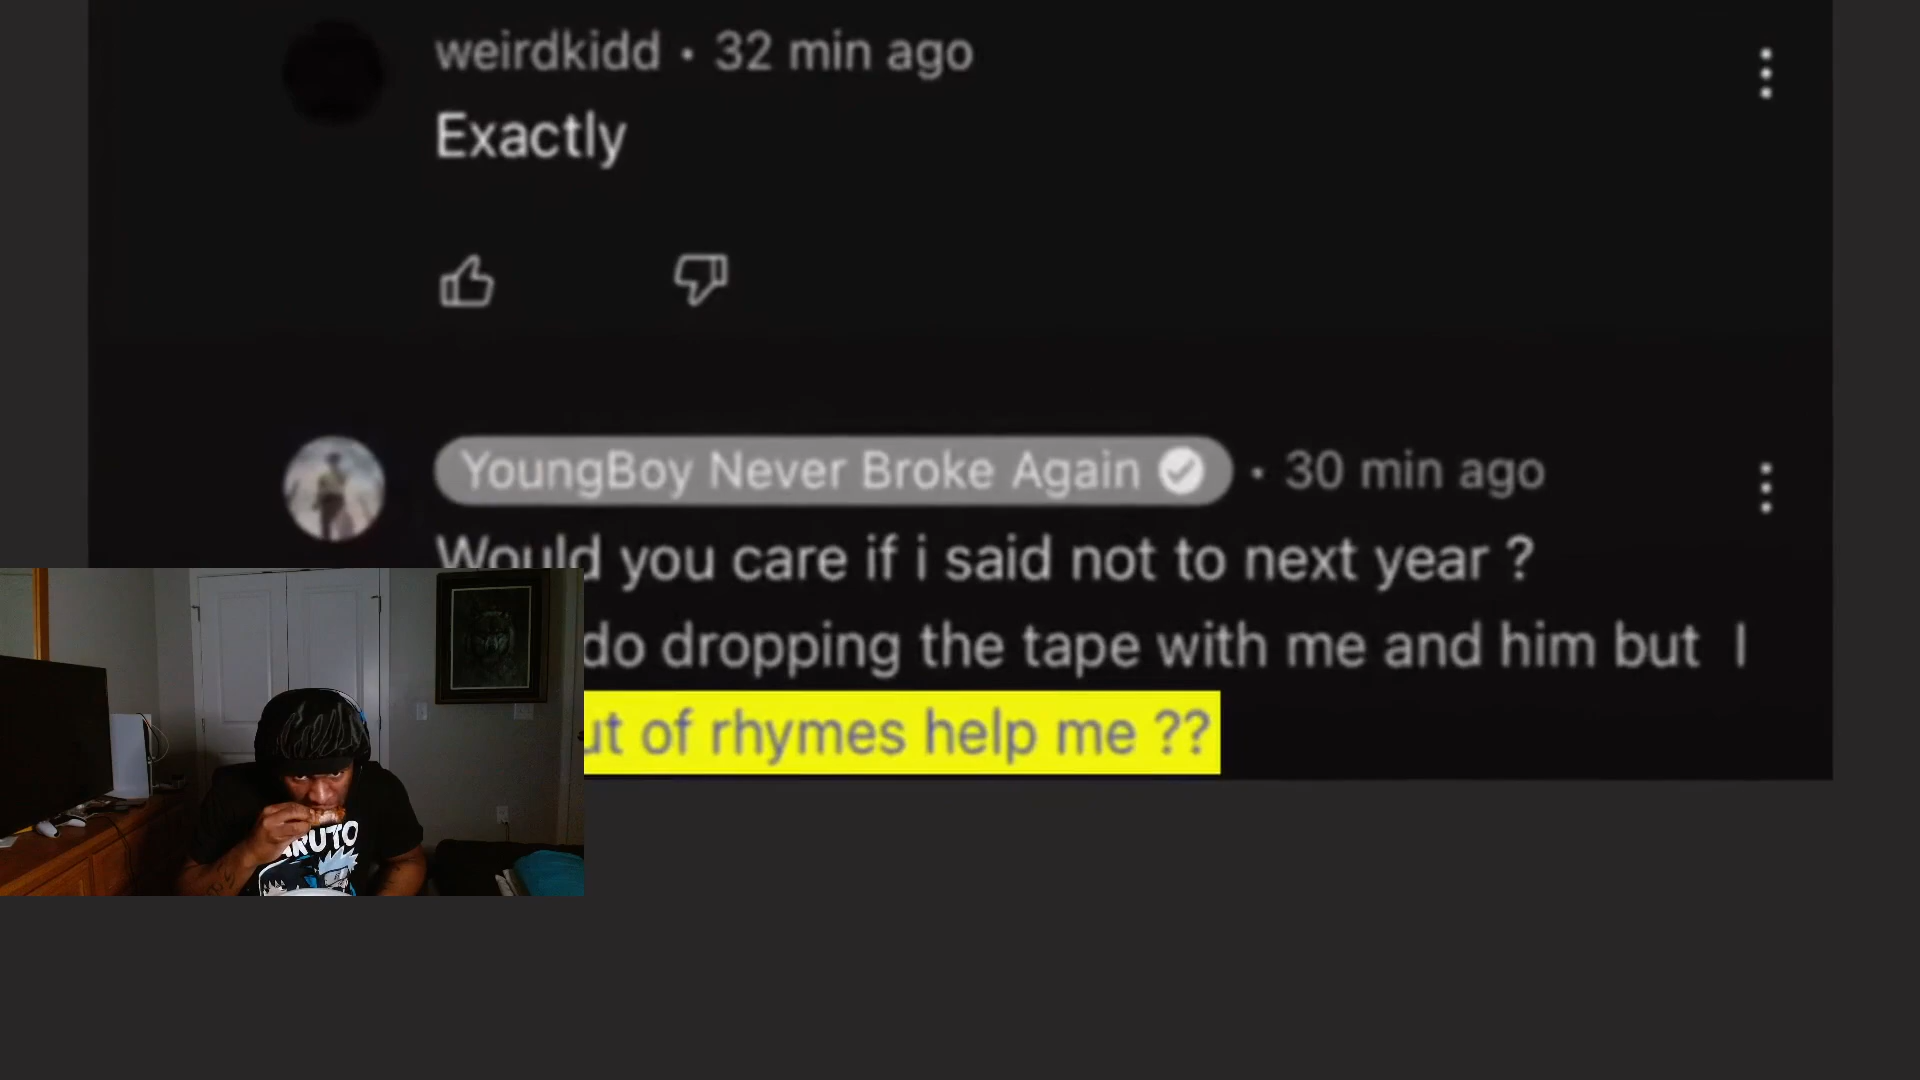 weirdkidd • 32 min ago
Exactly
YoungBoy Never Broke Again • 30 min ago
Would you care if i said not to next year ?
do dropping the tape with me and him but I
ut of rhymes help me ??
RUTO